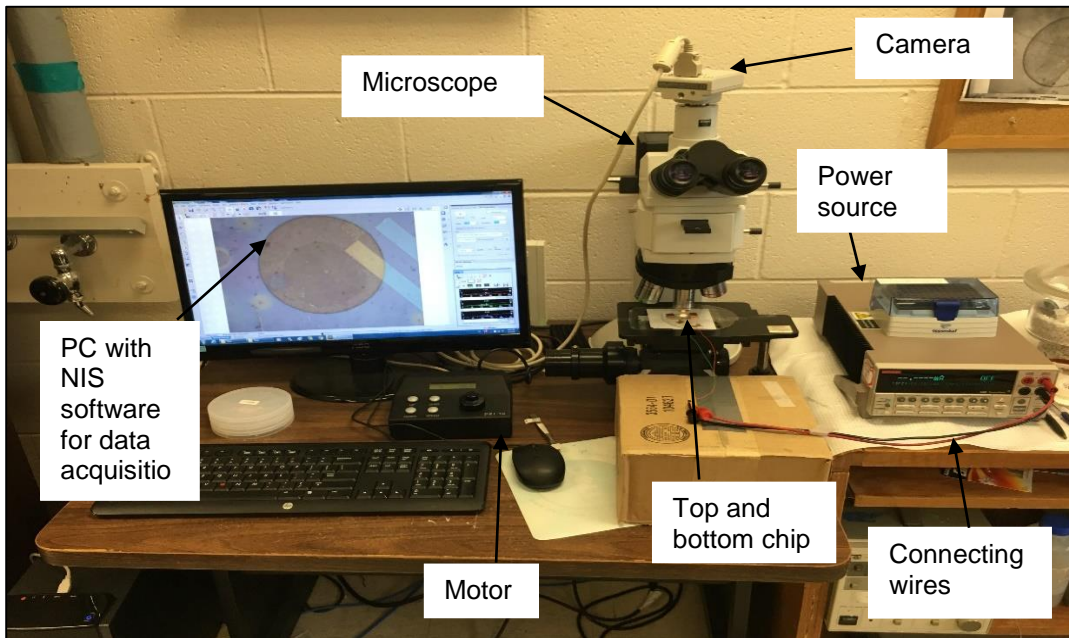 Camera
Microscope
Power
source
PC with
NIS
software
for data
acquisitio
Motor
Top and
bottom chip
Connecting
wires